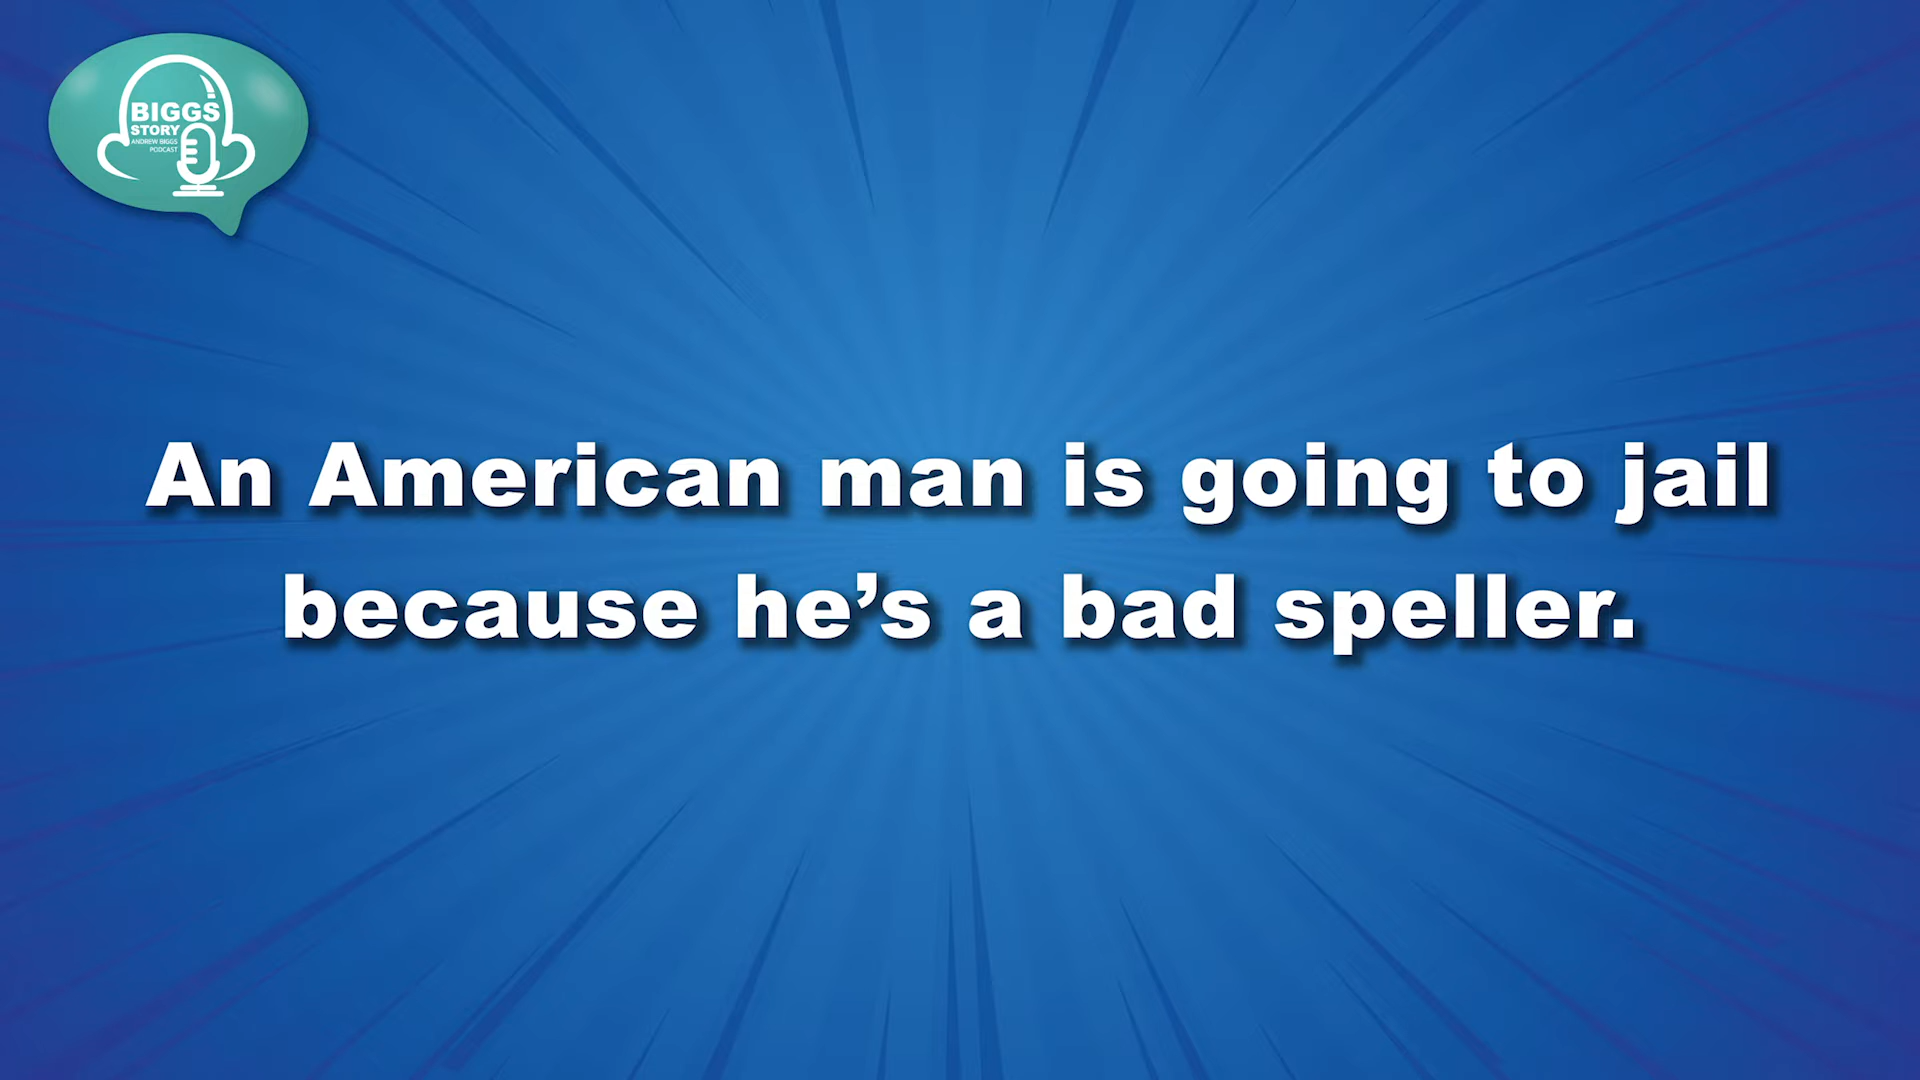 BIGGS
STORY
ANDREW BIGGS
PODCAST
An American man is going to jail
because he’s a bad speller.